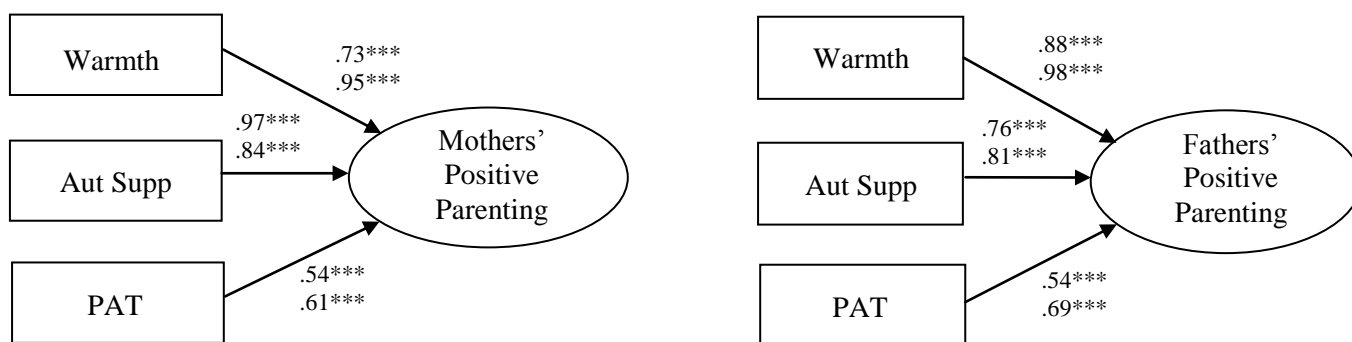 Warmth
.73***
.95***
Aut Supp
.97***
.84***
Mothers’
Positive
Parenting
PAT
.54***
.61***
Warmth
.88***
.98***
Aut Supp
.76***
.81***
Fathers’
Positive
Parenting
PAT
.54***
.69***